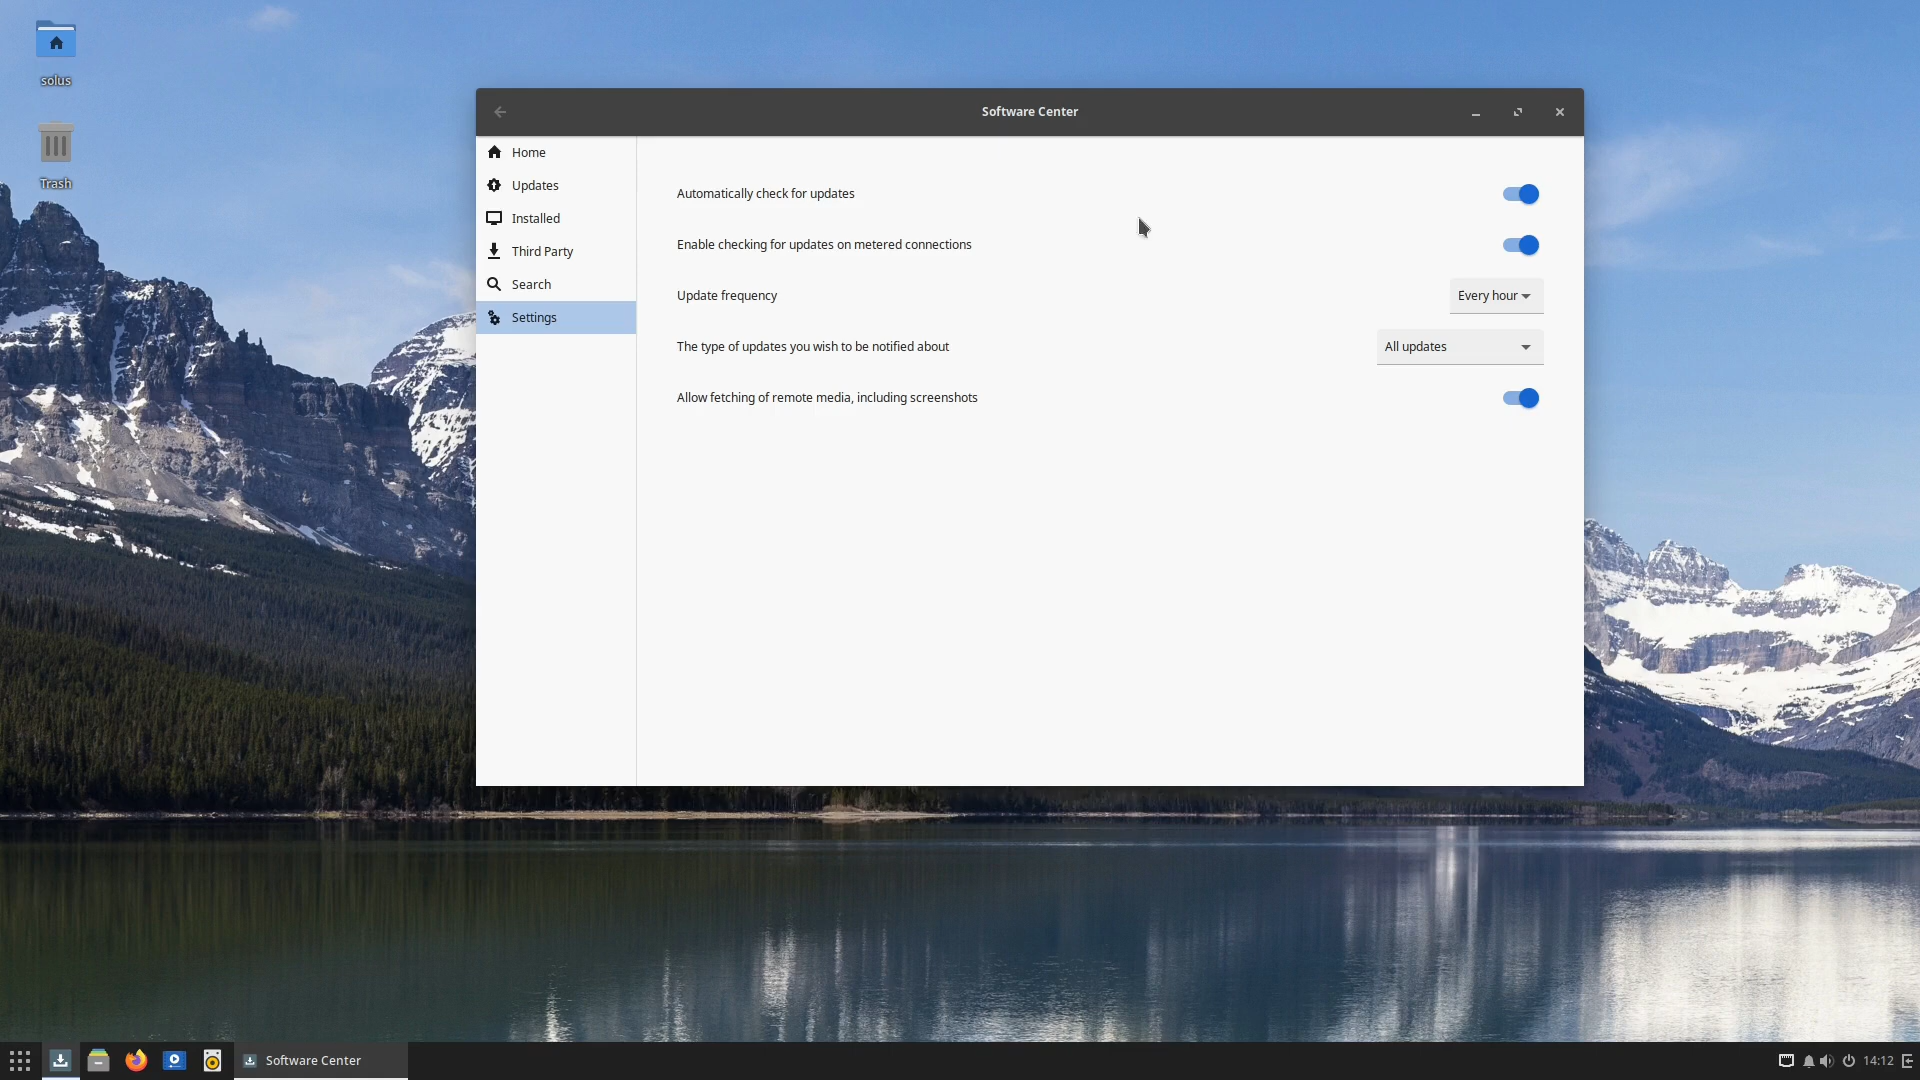 solus
Trash
Software Center
Home
Updates
Installed
Third Party
Search
Settings
Automatically check for updates
Enable checking for updates on metered connections
Update frequency
Every hour
The type of updates you wish to be notified about
All updates
Allow fetching of remote media, including screenshots
Software Center
14:12